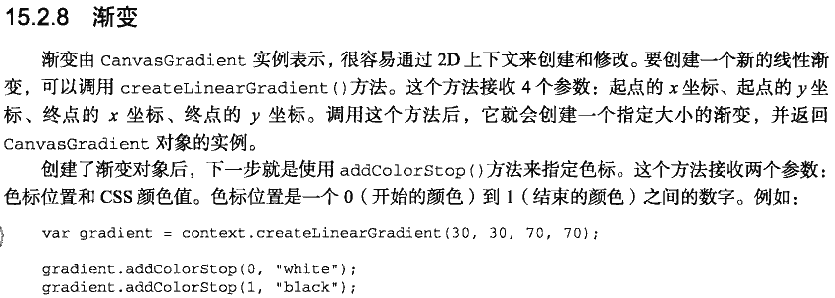 15.2.8 渐变
渐变由 CanvasGradient 实例表示，很容易通过 2D 上下文来创建和修改。要创建一个新的线性渐
变，可以调用 createLinearGradient()方法。这个方法接收 4 个参数：起点的 x 坐标、起点的 y 坐
标、终点的 x 坐标、终点的 y 坐标。调用这个方法后，它就会创建一个指定大小的渐变，并返回
CanvasGradient 对象的实例。
创建了渐变对象后，下一步就是使用 addColorStop()方法来指定色标。这个方法接收两个参数：
色标位置和 CSS 颜色值。色标位置是一个 0（开始的颜色）到 1（结束的颜色）之间的数字。例如：
var gradient = context.createLinearGradient(30, 30, 70, 70);
gradient.addColorStop(0, "white");
gradient.addColorStop(1, "black");